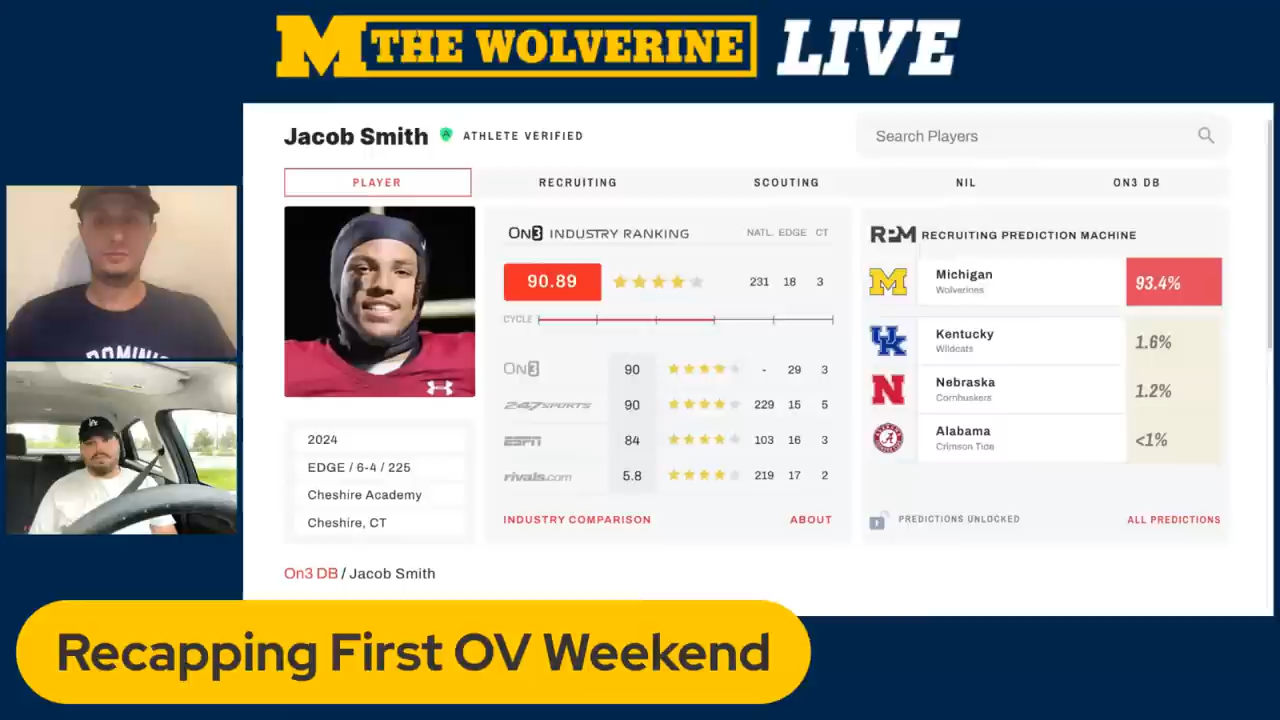 M THE WOLVERINE LIVE
Jacob Smith ATHLETE VERIFIED
Search Players
PLAYER RECRUITING SCOUTING NIL ON3 DB
On3 INDUSTRY RANKING NATL. EDGE CT
90.89 231 18 3
CYCLE
On3 90 - 29 3
247SPORTS 90 229 15 5
ESPN 84 103 16 3
rivals.com 5.8 219 17 2
INDUSTRY COMPARISON ABOUT
2024
EDGE / 6-4 / 225
Cheshire Academy
Cheshire, CT
RPM RECRUITING PREDICTION MACHINE
M Michigan 93.4%
Wolverines
UK Kentucky 1.6%
Wildcats
N Nebraska 1.2%
Cornhuskers
A Alabama <1%
Crimson Tide
PREDICTIONS UNLOCKED ALL PREDICTIONS
On3 DB / Jacob Smith
DOMINI
LA
Recapping First OV Weekend